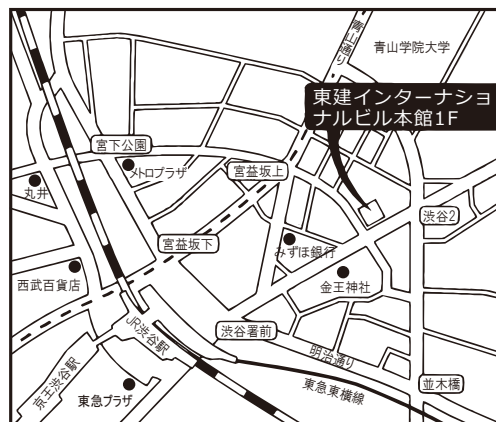 青山通り
青山学院大学
東建インターナショ
ナルビル本館1F
宮下公園
メトロプラザ
宮益坂上
丸井
渋谷2
宮益坂下
みずほ銀行
西武百貨店
金王神社
JR渋谷駅
渋谷署前
明治通り
京王渋谷駅
東急プラザ
東急東横線
並木橋